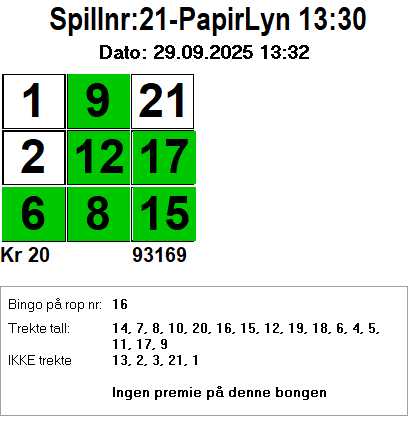 Spillnr:21-PapirLyn 13:30
Dato: 29.09.2025 13:32
1 9 21
2 12 17
6 8 15
Kr 20 93169
Bingo på rop nr: 16
Trekte tall: 14, 7, 8, 10, 20, 16, 15, 12, 19, 18, 6, 4, 5,
11, 17, 9
IKKE trekte 13, 2, 3, 21, 1
Ingen premie på denne bongen